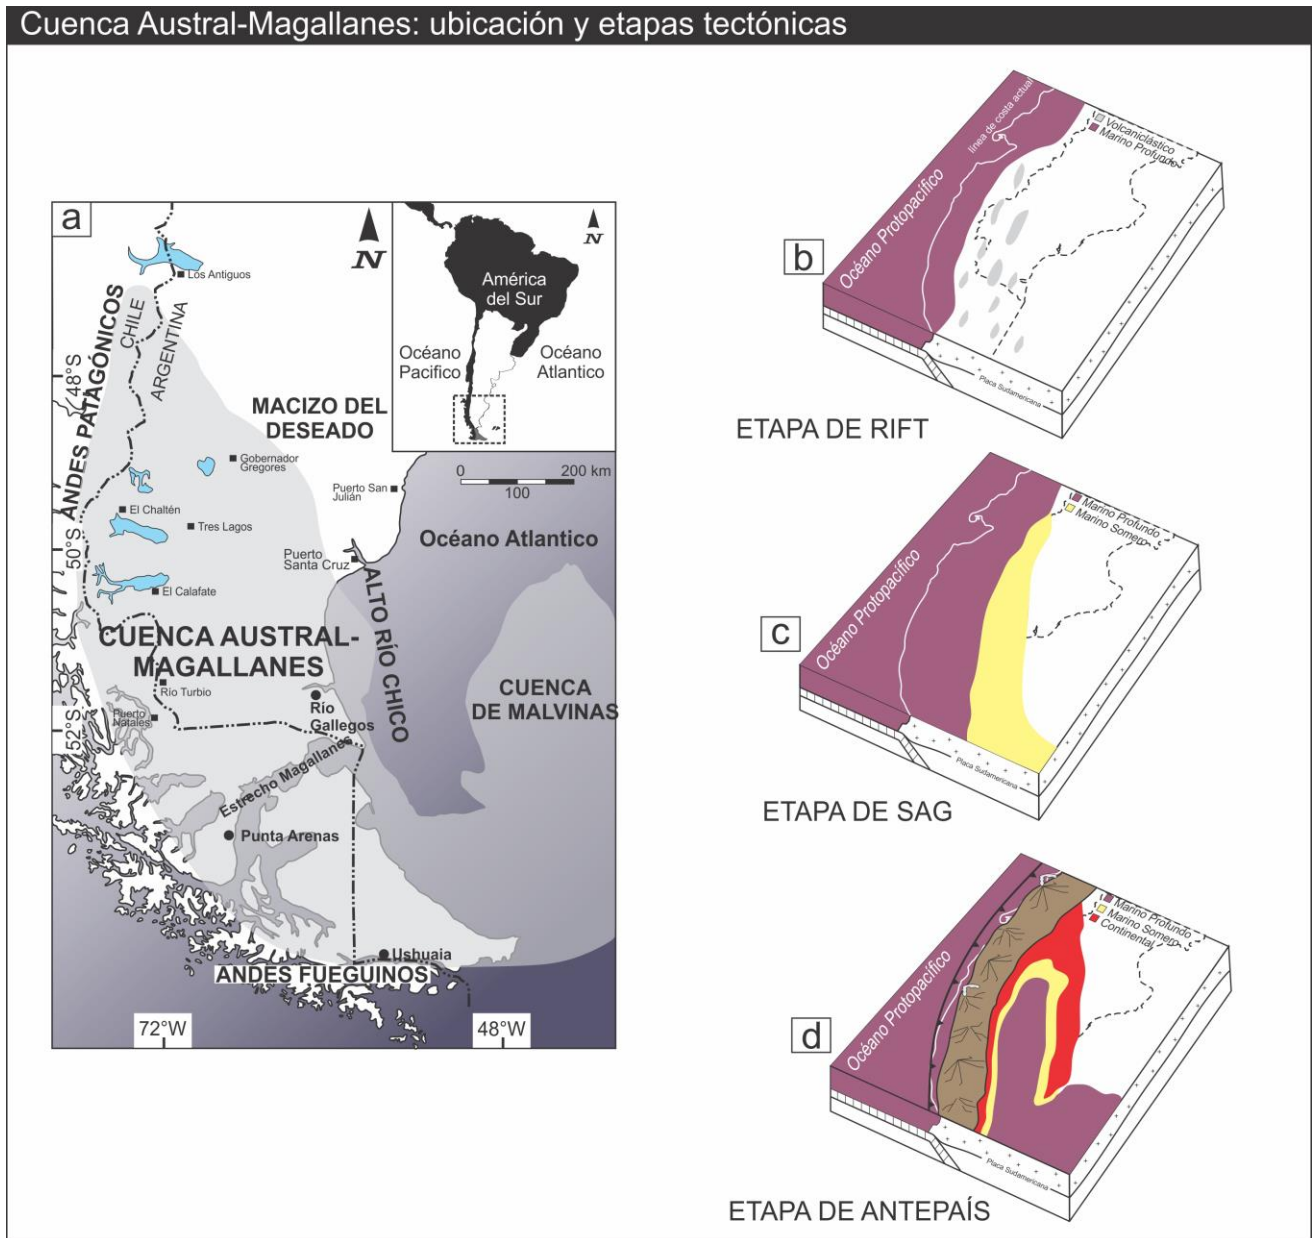 Cuenca Austral-Magallanes: ubicación y etapas tectónicas
a
N
Los Antiguos
CHILE
ARGENTINA
ANDES PATAGÓNICOS
48°S
50°S
52°S
MACIZO DEL
DESEADO
Gobernador
Gregores
El Chaltén
Tres Lagos
El Calafate
Puerto San
Julián
Puerto
Santa Cruz
CUENCA AUSTRAL-
MAGALLANES
Río Turbio
Puerto
Natales
Río
Gallegos
ALTO RÍO CHICO
Océano Atlantico
CUENCA
DE MALVINAS
Estrecho Magallanes
Punta Arenas
Ushuaia
ANDES FUEGUINOS
72°W
48°W
0
200 km
100
N
América
del Sur
Océano
Pacifico
Océano
Atlantico
b
Océano Protopacífico
línea de costa actual
Volcaniclástico
Marino Profundo
Placa Sudamericana
ETAPA DE RIFT
c
Océano Protopacífico
Marino Profundo
Marino Somero
Placa Sudamericana
ETAPA DE SAG
d
Océano Protopacífico
Marino Profundo
Marino Somero
Continental
Placa Sudamericana
ETAPA DE ANTEPAÍS